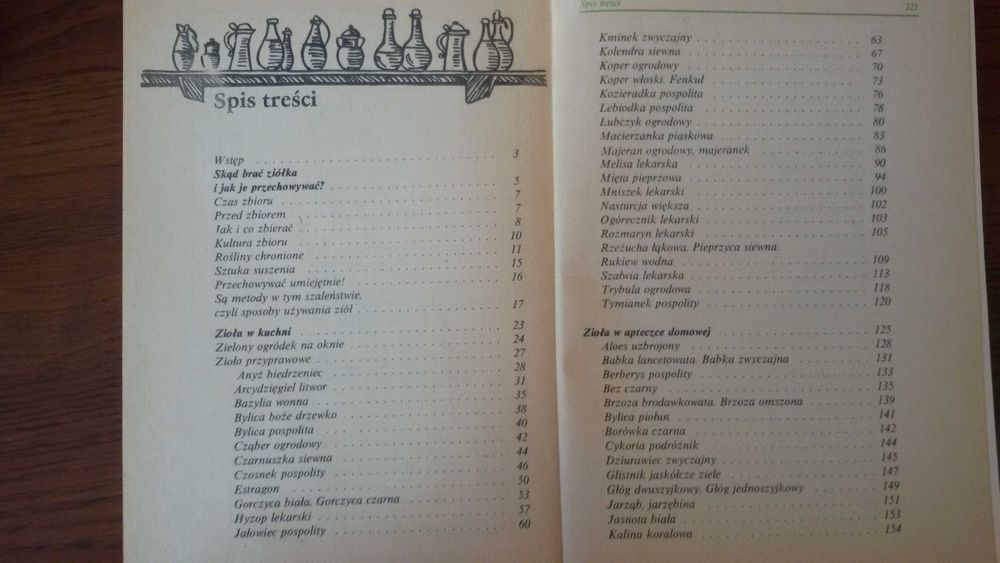 Spis treści
Wstęp 3
Skąd brać ziółka
i jak je przechowywać? 5
Czas zbioru 7
Przed zbiorem 7
Jak i co zbierać 8
Kultura zbioru 10
Rośliny chronione 11
Sztuka suszenia 15
Przechowywać umiejętnie! 16
Są metody w tym szaleństwie,
czyli sposoby używania ziół 17
Zioła w kuchni 23
Zielony ogródek na oknie 24
Zioła przyprawowe 27
Anyż biedrzeniec 28
Arcydzięgiel litwor 31
Bazylia wonna 35
Bylica boże drzewko 38
Bylica pospolita 40
Cząber ogrodowy 42
Czarnuszka siewna 44
Czosnek pospolity 46
Estragon 50
Gorczyca biała. Gorczyca czarna 53
Hyzop lekarski 57
Jałowiec pospolity 60
Spis treści 221
Kminek zwyczajny 63
Kolendra siewna 67
Koper ogrodowy 70
Koper włoski. Fenkuł 73
Kozieradka pospolita 76
Lebiodka pospolita 78
Lubczyk ogrodowy 80
Macierzanka piaskowa 83
Majeran ogrodowy, majeranek 86
Melisa lekarska 90
Mięta pieprzowa 94
Mniszek lekarski 100
Nasturcja większa 102
Ogórecznik lekarski 103
Rozmaryn lekarski 105
Rzeżucha łąkowa. Pieprzyca siewna.
Rukiew wodna 109
Szałwia lekarska 113
Trybula ogrodowa 118
Tymianek pospolity 120
Zioła w apteczce domowej 125
Aloes uzbrojony 128
Babka lancetowata. Babka zwyczajna 131
Berberys pospolity 133
Bez czarny 135
Brzoza brodawkowata. Brzoza omszona 139
Bylica piołun 141
Borówka czarna 142
Cykoria podróżnik 144
Dziurawiec zwyczajny 145
Glistnik jaskółcze ziele 147
Głóg dwuszyjkowy. Głóg jednoszyjkowy 149
Jarząb, jarzębina 151
Jasnota biała 153
Kalina koralowa 154